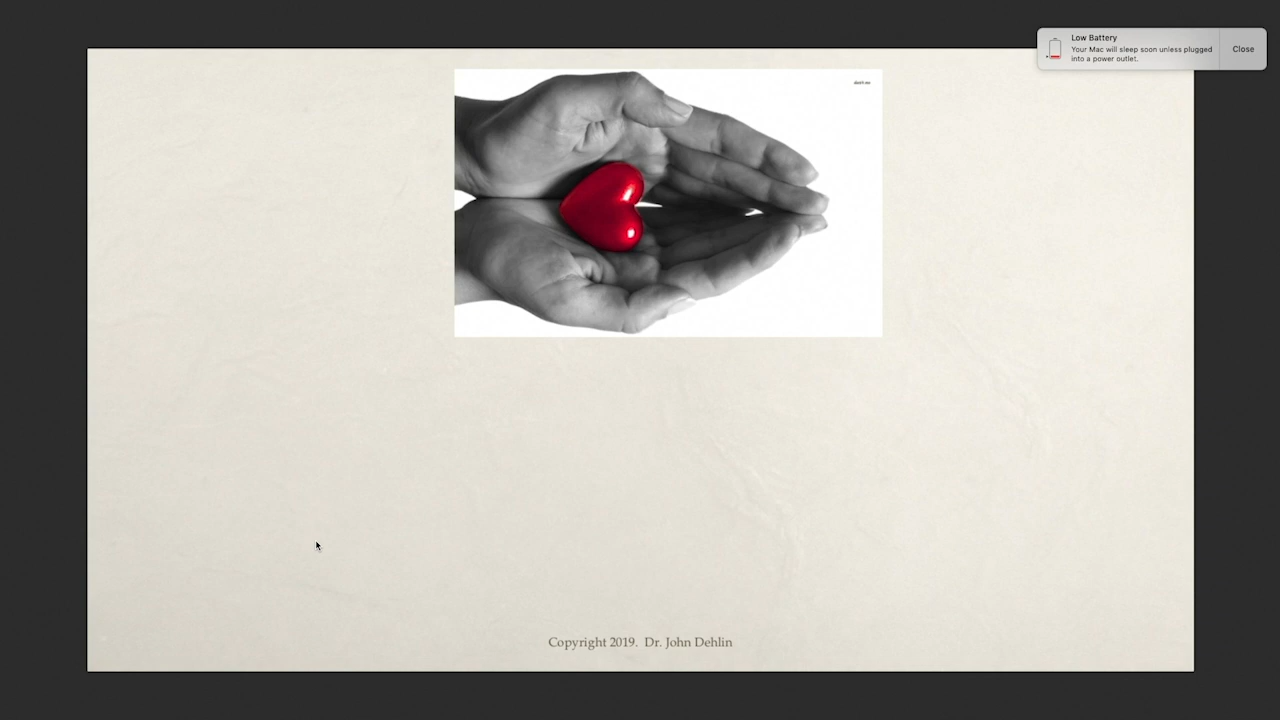 Low Battery
Your Mac will sleep soon unless plugged
into a power outlet.
Close
Copyright 2019. Dr. John Dehlin